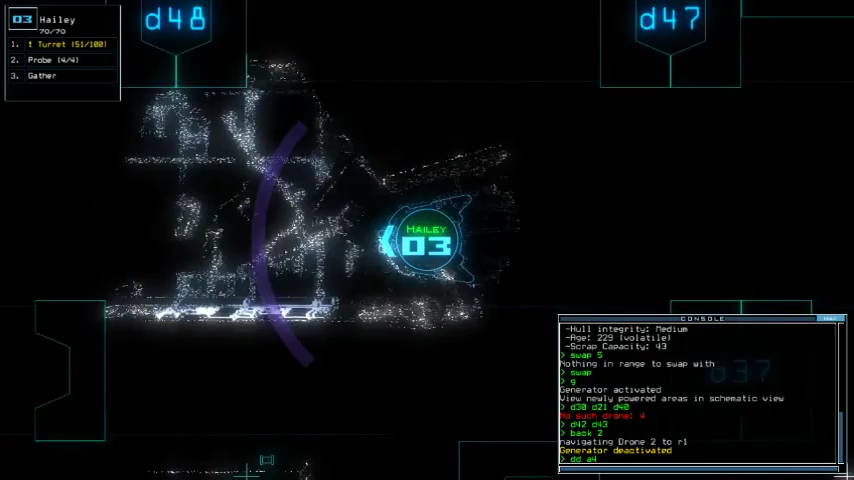 03 Hailey
70/70
1. ! Turret (51/100)
2. Probe (4/4)
3. Gather
d48
d47
HAILEY
03
d37
CONSOLE
-Hull integrity: Medium
-Age: 229 (volatile)
-Scrap Capacity: 43
> swap 5
Nothing in range to swap with
> swap
> g
Generator activated
View newly powered areas in schematic view
> d30 d21 d40
No such drone: 4
> d42 d43
> back 2
navigating Drone 2 to r1
Generator deactivated
> dd a4